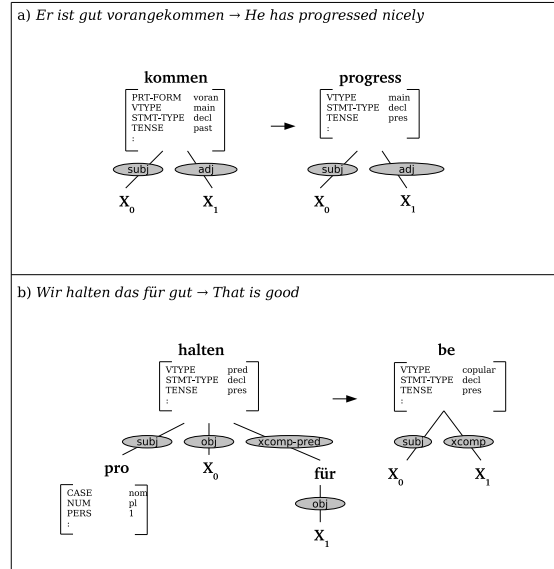 a) Er ist gut vorangekommen → He has progressed nicely
kommen progress
PRT-FORM voran VTYPE main
VTYPE main STMT-TYPE decl
STMT-TYPE decl TENSE pres
TENSE past :
:
subj adj subj adj
X0 X1 X0 X1
b) Wir halten das für gut → That is good
halten be
VTYPE pred VTYPE copular
STMT-TYPE decl STMT-TYPE decl
TENSE pres TENSE pres
: :
subj obj xcomp-pred subj xcomp
pro X0 für X0 X1
CASE nom
NUM pl
PERS 1
:
obj
X1